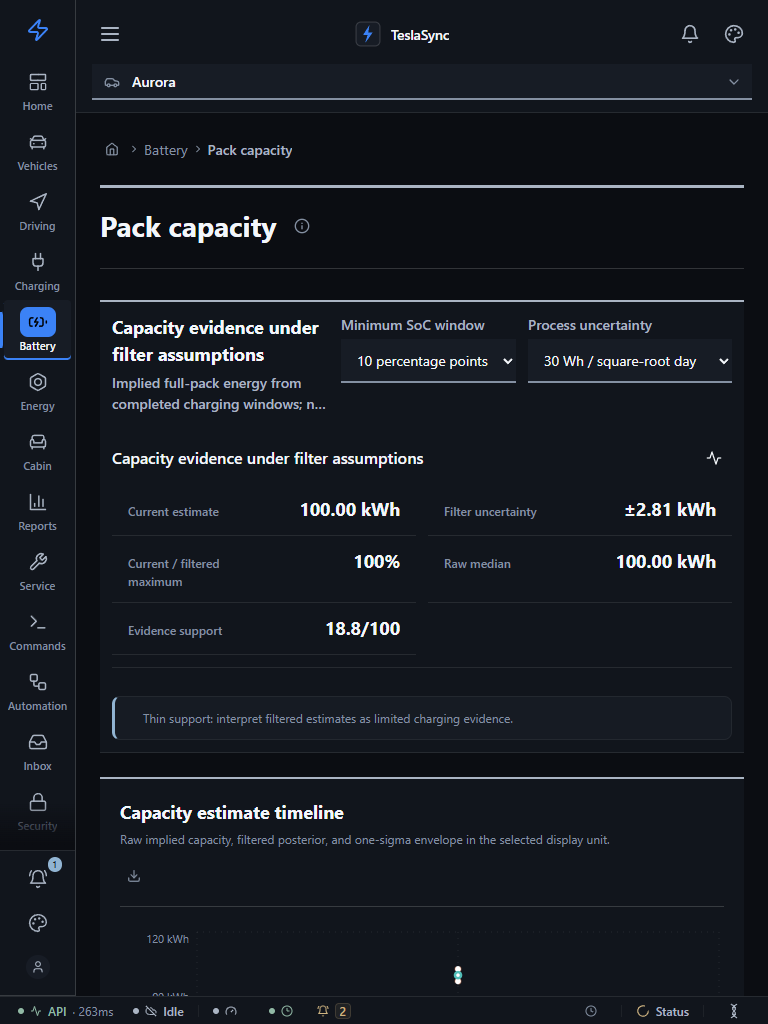 TeslaSync
Aurora
Home
Vehicles
Driving
Charging
Battery
Energy
Cabin
Reports
Service
Commands
Automation
Inbox
Security
1
Battery
Pack capacity
Pack capacity
Capacity evidence under
filter assumptions
Implied full-pack energy from
completed charging windows; n...
Minimum SoC window
10 percentage points
Process uncertainty
30 Wh / square-root day
Capacity evidence under filter assumptions
Current estimate
100.00 kWh
Filter uncertainty
±2.81 kWh
Current / filtered
maximum
100%
Raw median
100.00 kWh
Evidence support
18.8/100
Thin support: interpret filtered estimates as limited charging evidence.
Capacity estimate timeline
Raw implied capacity, filtered posterior, and one-sigma envelope in the selected display unit.
120 kWh
API · 263ms
Idle
2
Status